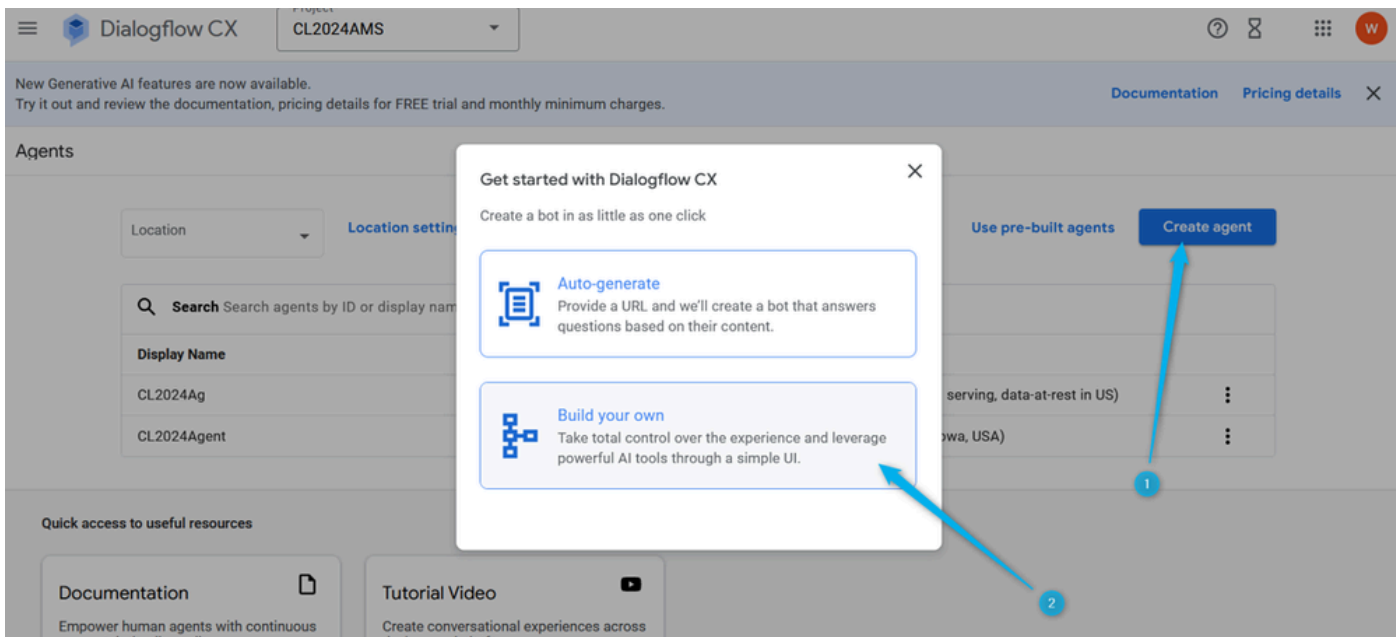 Project
Dialogflow CX
CL2024AMS
W
New Generative AI features are now available.
Try it out and review the documentation, pricing details for FREE trial and monthly minimum charges.
Documentation
Pricing details
Agents
Get started with Dialogflow CX
Create a bot in as little as one click
Location
Location settin
Use pre-built agents
Create agent
Auto-generate
Provide a URL and we'll create a bot that answers
questions based on their content.
Search Search agents by ID or display nam
Display Name
CL2024Ag
serving, data-at-rest in US)
Build your own
Take total control over the experience and leverage
powerful AI tools through a simple UI.
CL2024Agent
owa, USA)
1
Quick access to useful resources
2
Documentation
Empower human agents with continuous
Tutorial Video
Create conversational experiences across